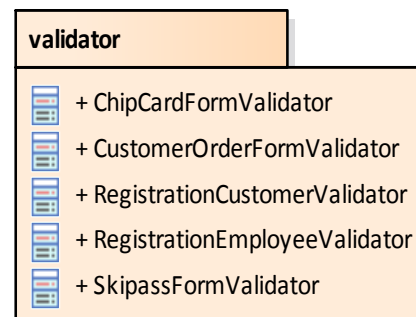 validator
+ ChipCardFormValidator
+ CustomerOrderFormValidator
+ RegistrationCustomerValidator
+ RegistrationEmployeeValidator
+ SkipassFormValidator